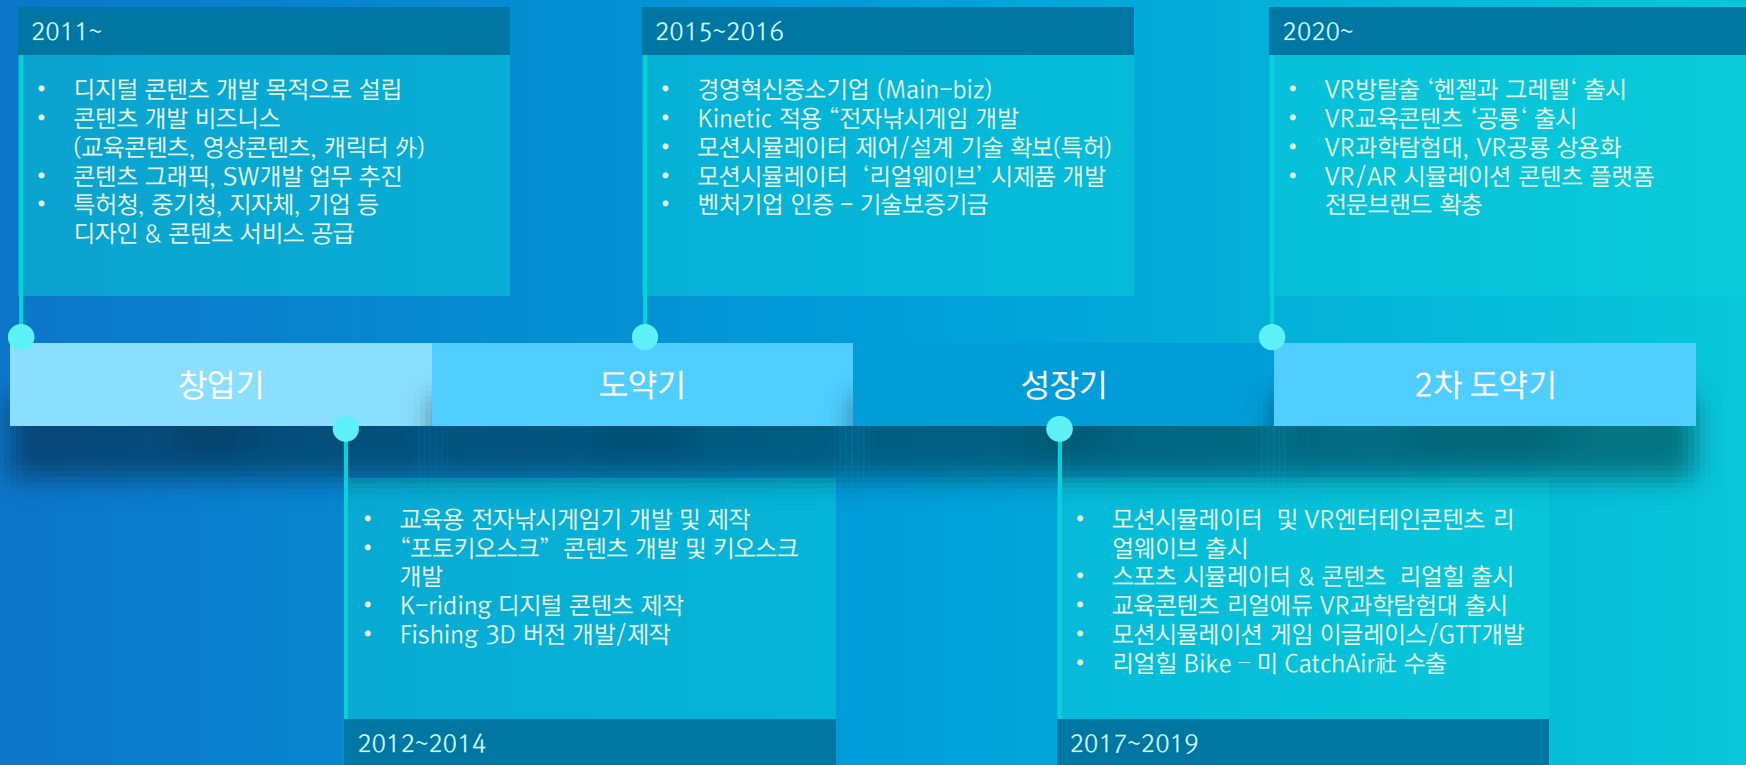 2011~
• 디지털 콘텐츠 개발 목적으로 설립
• 콘텐츠 개발 비즈니스
(교육콘텐츠, 영상콘텐츠, 캐릭터 外)
• 콘텐츠 그래픽, SW개발 업무 추진
• 특허청, 중기청, 지자체, 기업 등
디자인 & 콘텐츠 서비스 공급
2015~2016
• 경영혁신중소기업 (Main-biz)
• Kinetic 적용 “전자낚시게임 개발
• 모션시뮬레이터 제어/설계 기술 확보(특허)
• 모션시뮬레이터 ‘리얼웨이브’ 시제품 개발
• 벤처기업 인증 – 기술보증기금
2020~
• VR방탈출 ‘헨젤과 그레텔‘ 출시
• VR교육콘텐츠 ‘공룡‘ 출시
• VR과학탐험대, VR공룡 상용화
• VR/AR 시뮬레이션 콘텐츠 플랫폼
전문브랜드 확충
창업기
도약기
성장기
2차 도약기
• 교육용 전자낚시게임기 개발 및 제작
• “포토키오스크” 콘텐츠 개발 및 키오스크
개발
• K-riding 디지털 콘텐츠 제작
• Fishing 3D 버전 개발/제작
2012~2014
• 모션시뮬레이터 및 VR엔터테인콘텐츠 리
얼웨이브 출시
• 스포츠 시뮬레이터 & 콘텐츠 리얼힐 출시
• 교육콘텐츠 리얼에듀 VR과학탐험대 출시
• 모션시뮬레이션 게임 이글레이스/GTT개발
• 리얼힐 Bike – 미 CatchAir社 수출
2017~2019